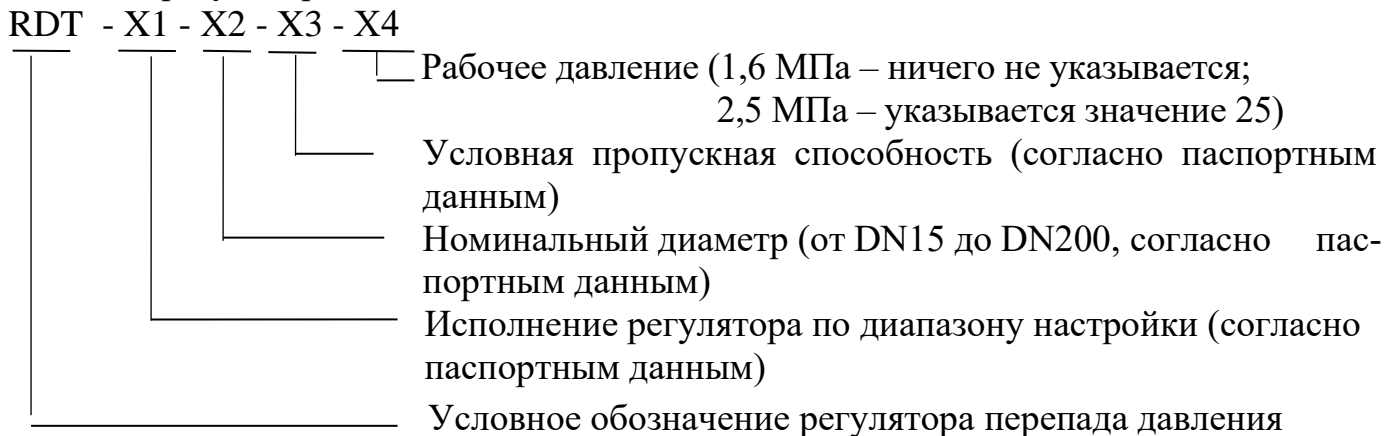 RDT - X1 - X2 - X3 - X4
Рабочее давление (1,6 МПа – ничего не указывается;
2,5 МПа – указывается значение 25)
Условная пропускная способность (согласно паспортным
данным)
Номинальный диаметр (от DN15 до DN200, согласно пас-
портным данным)
Исполнение регулятора по диапазону настройки (согласно
паспортным данным)
Условное обозначение регулятора перепада давления